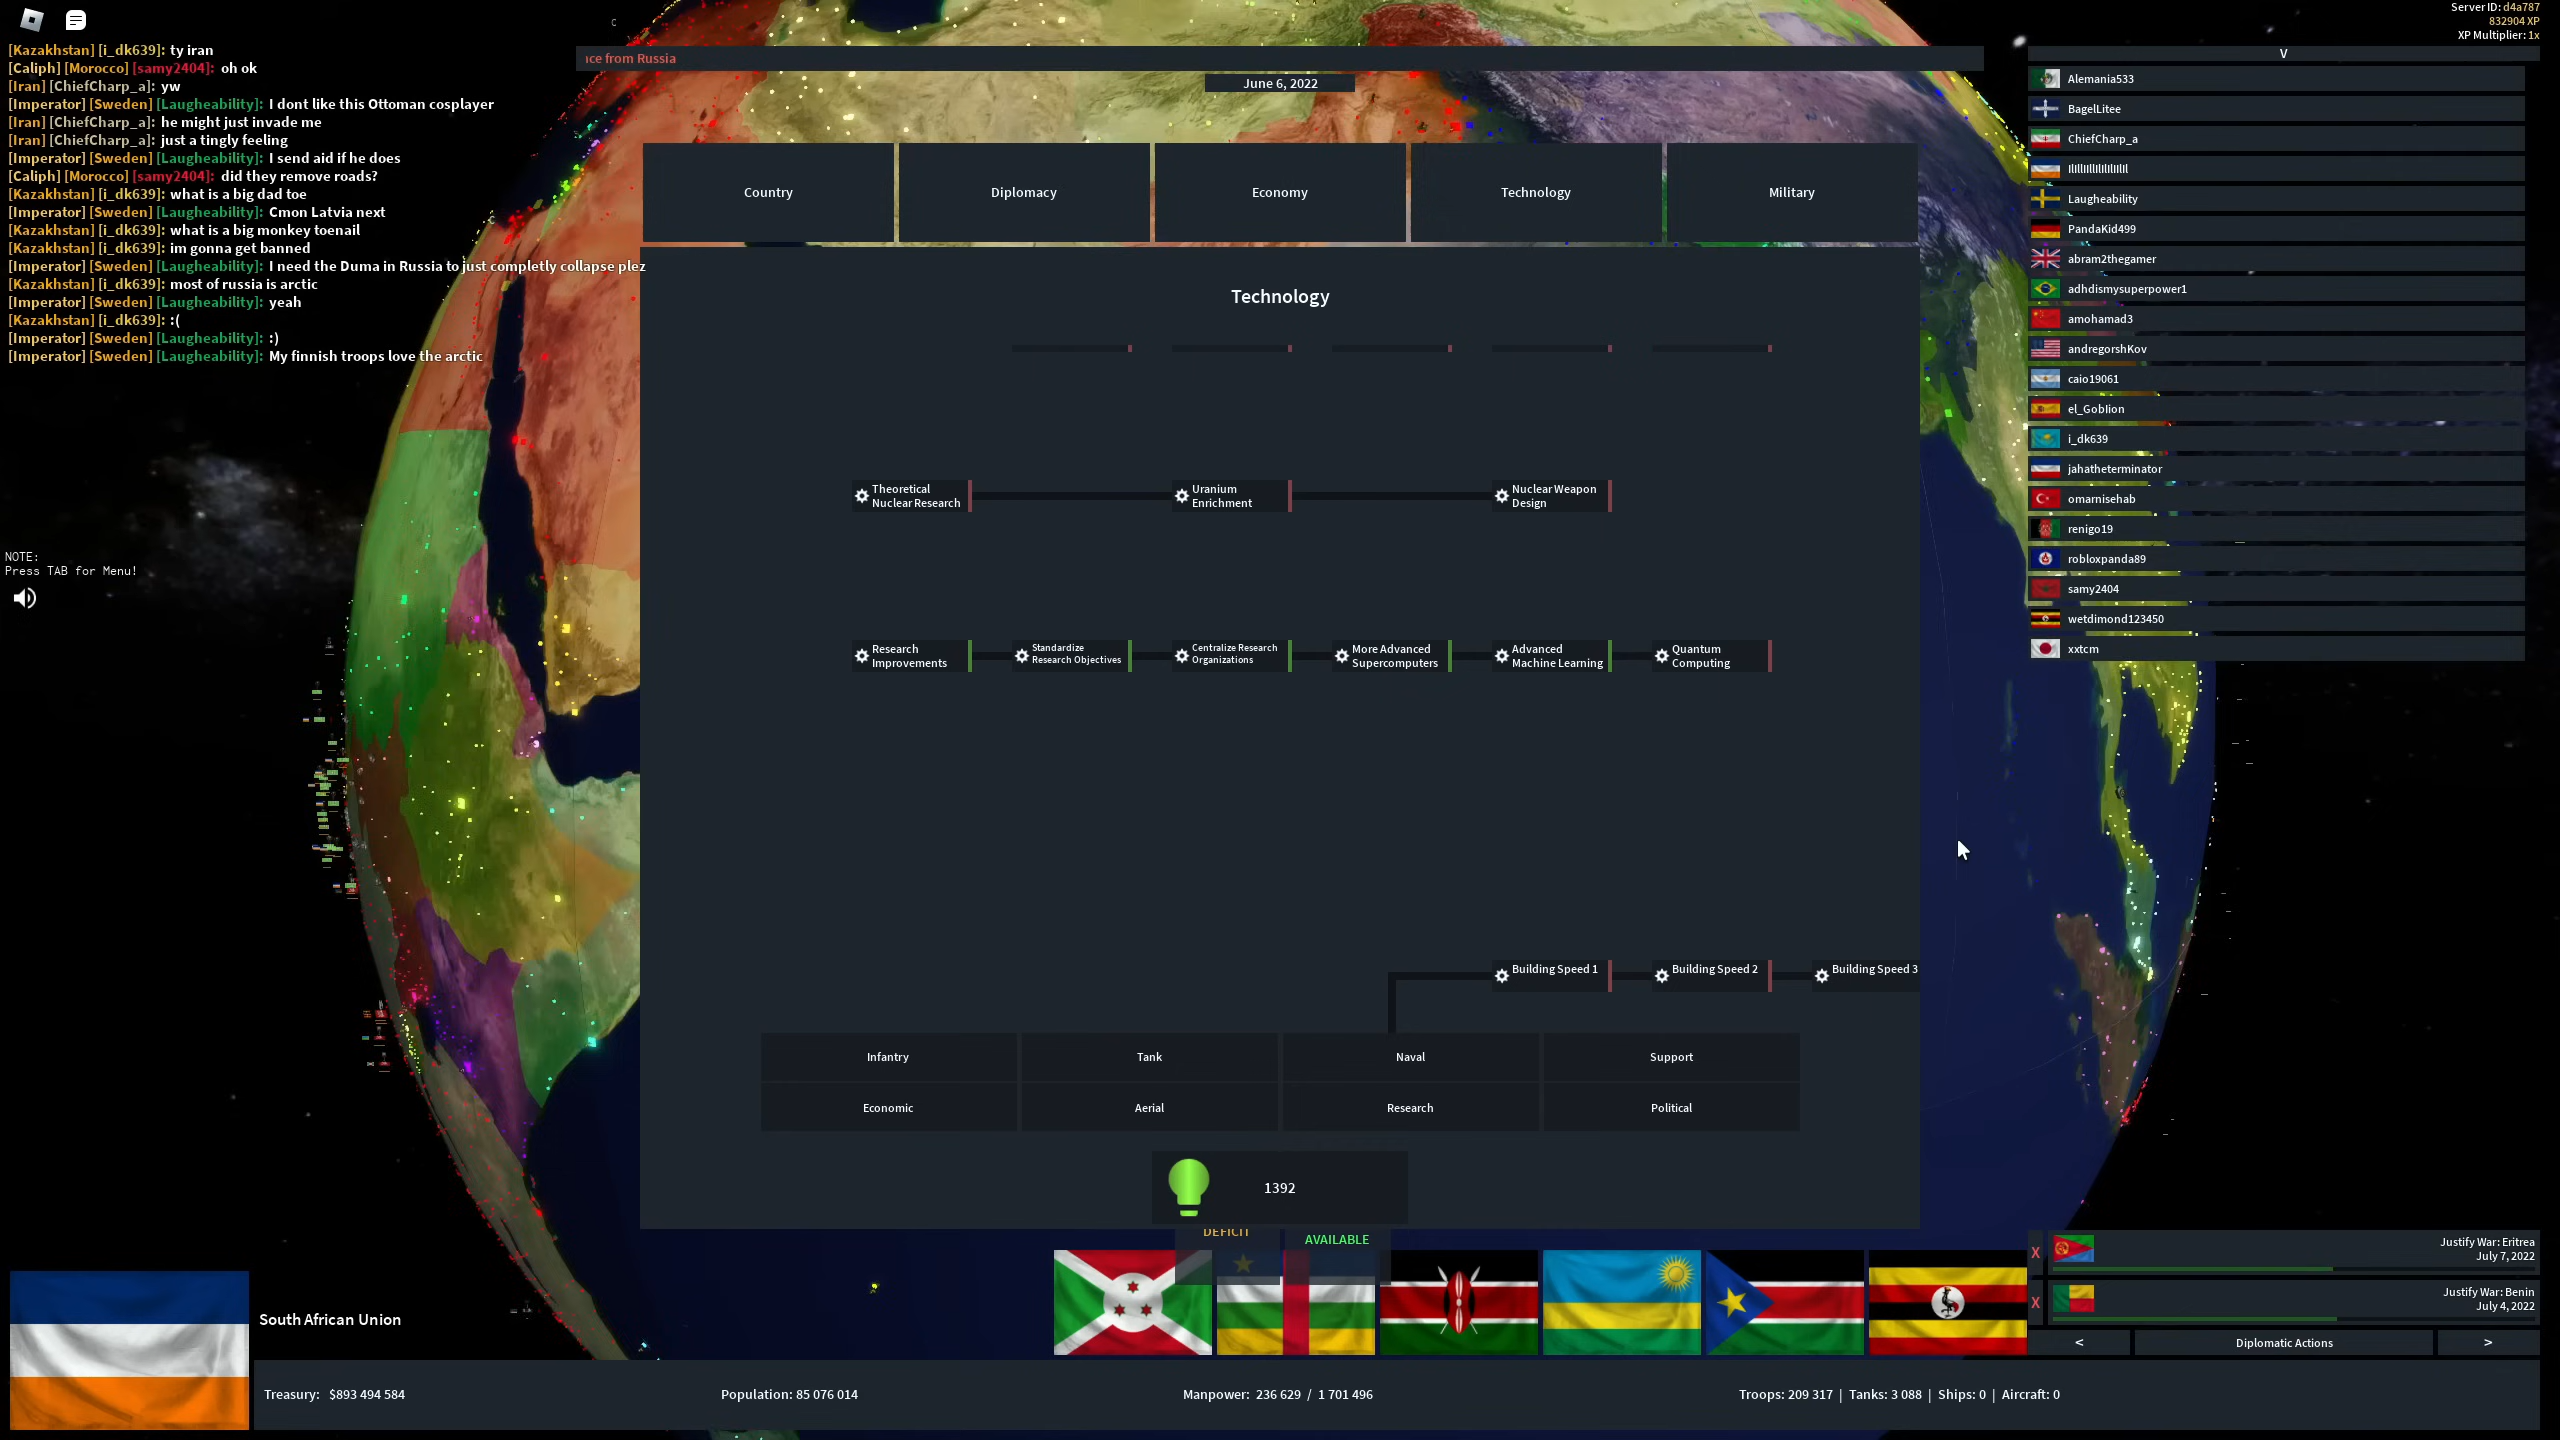 [Kazakhstan] [i_dk639]: ty iran
[Caliph] [Morocco] [samy2404]: oh ok
[Iran] [ChiefCharp_a]: yw
[Imperator] [Sweden] [Laugheability]: I dont like this Ottoman cosplayer
[Iran] [ChiefCharp_a]: he might just invade me
[Iran] [ChiefCharp_a]: just a tingly feeling
[Imperator] [Sweden] [Laugheability]: I send aid if he does
[Caliph] [Morocco] [samy2404]: did they remove roads?
[Kazakhstan] [i_dk639]: what is a big dad toe
[Imperator] [Sweden] [Laugheability]: Cmon Latvia next
[Kazakhstan] [i_dk639]: what is a big monkey toenail
[Kazakhstan] [i_dk639]: im gonna get banned
[Imperator] [Sweden] [Laugheability]: I need the Duma in Russia to just completly collapse plez
[Kazakhstan] [i_dk639]: most of russia is arctic
[Imperator] [Sweden] [Laugheability]: yeah
[Kazakhstan] [i_dk639]: :(
[Imperator] [Sweden] [Laugheability]: :)
[Imperator] [Sweden] [Laugheability]: My finnish troops love the arctic
NOTE:
Press TAB for Menu!
ce from Russia
June 6, 2022
Country
Diplomacy
Economy
Technology
Military
Technology
Theoretical
Nuclear Research
Uranium
Enrichment
Nuclear Weapon
Design
Research
Improvements
Standardize
Research Objectives
Centralize Research
Organizations
More Advanced
Supercomputers
Advanced
Machine Learning
Quantum
Computing
Building Speed 1
Building Speed 2
Building Speed 3
Infantry
Tank
Naval
Support
Economic
Aerial
Research
Political
1392
DEFICIT
AVAILABLE
Server ID: d4a787
832904 XP
XP Multiplier: 1x
V
Alemania533
BagelLitee
ChiefCharp_a
Laugheability
PandaKid499
abram2thegamer
adhdismysuperpower1
amohamad3
andregorshKov
caio19061
el_Goblion
i_dk639
jahatheterminator
omarnisehab
renigo19
robloxpanda89
samy2404
wetdimond123450
xxtcm
X
Justify War: Eritrea
July 7, 2022
X
Justify War: Benin
July 4, 2022
<
Diplomatic Actions
>
South African Union
Treasury: $893 494 584
Population: 85 076 014
Manpower: 236 629 / 1 701 496
Troops: 209 317 | Tanks: 3 088 | Ships: 0 | Aircraft: 0